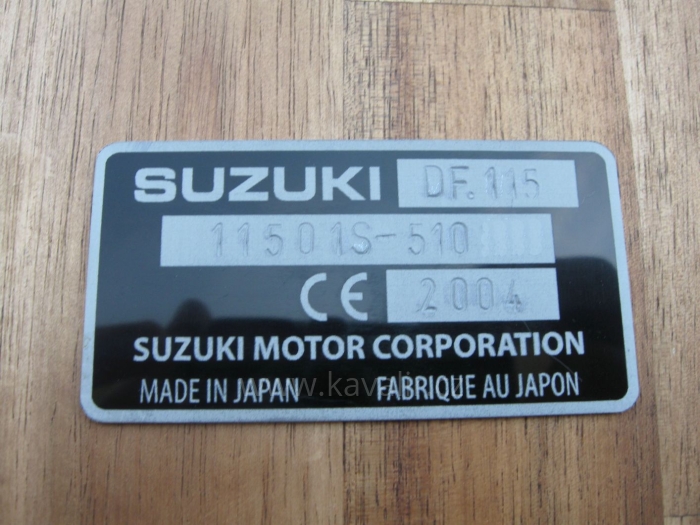 SUZUKI DF.115
11501S-510
CE 2004
SUZUKI MOTOR CORPORATION
MADE IN JAPAN FABRIQUE AU JAPON